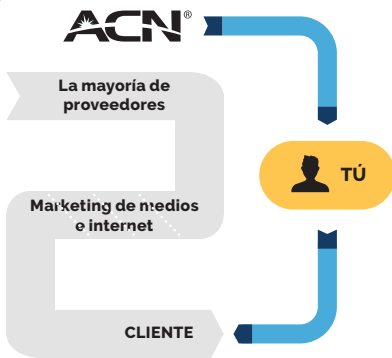 ACN®
La mayoría de
proveedores
TÚ
Marketing de medios
e internet
CLIENTE